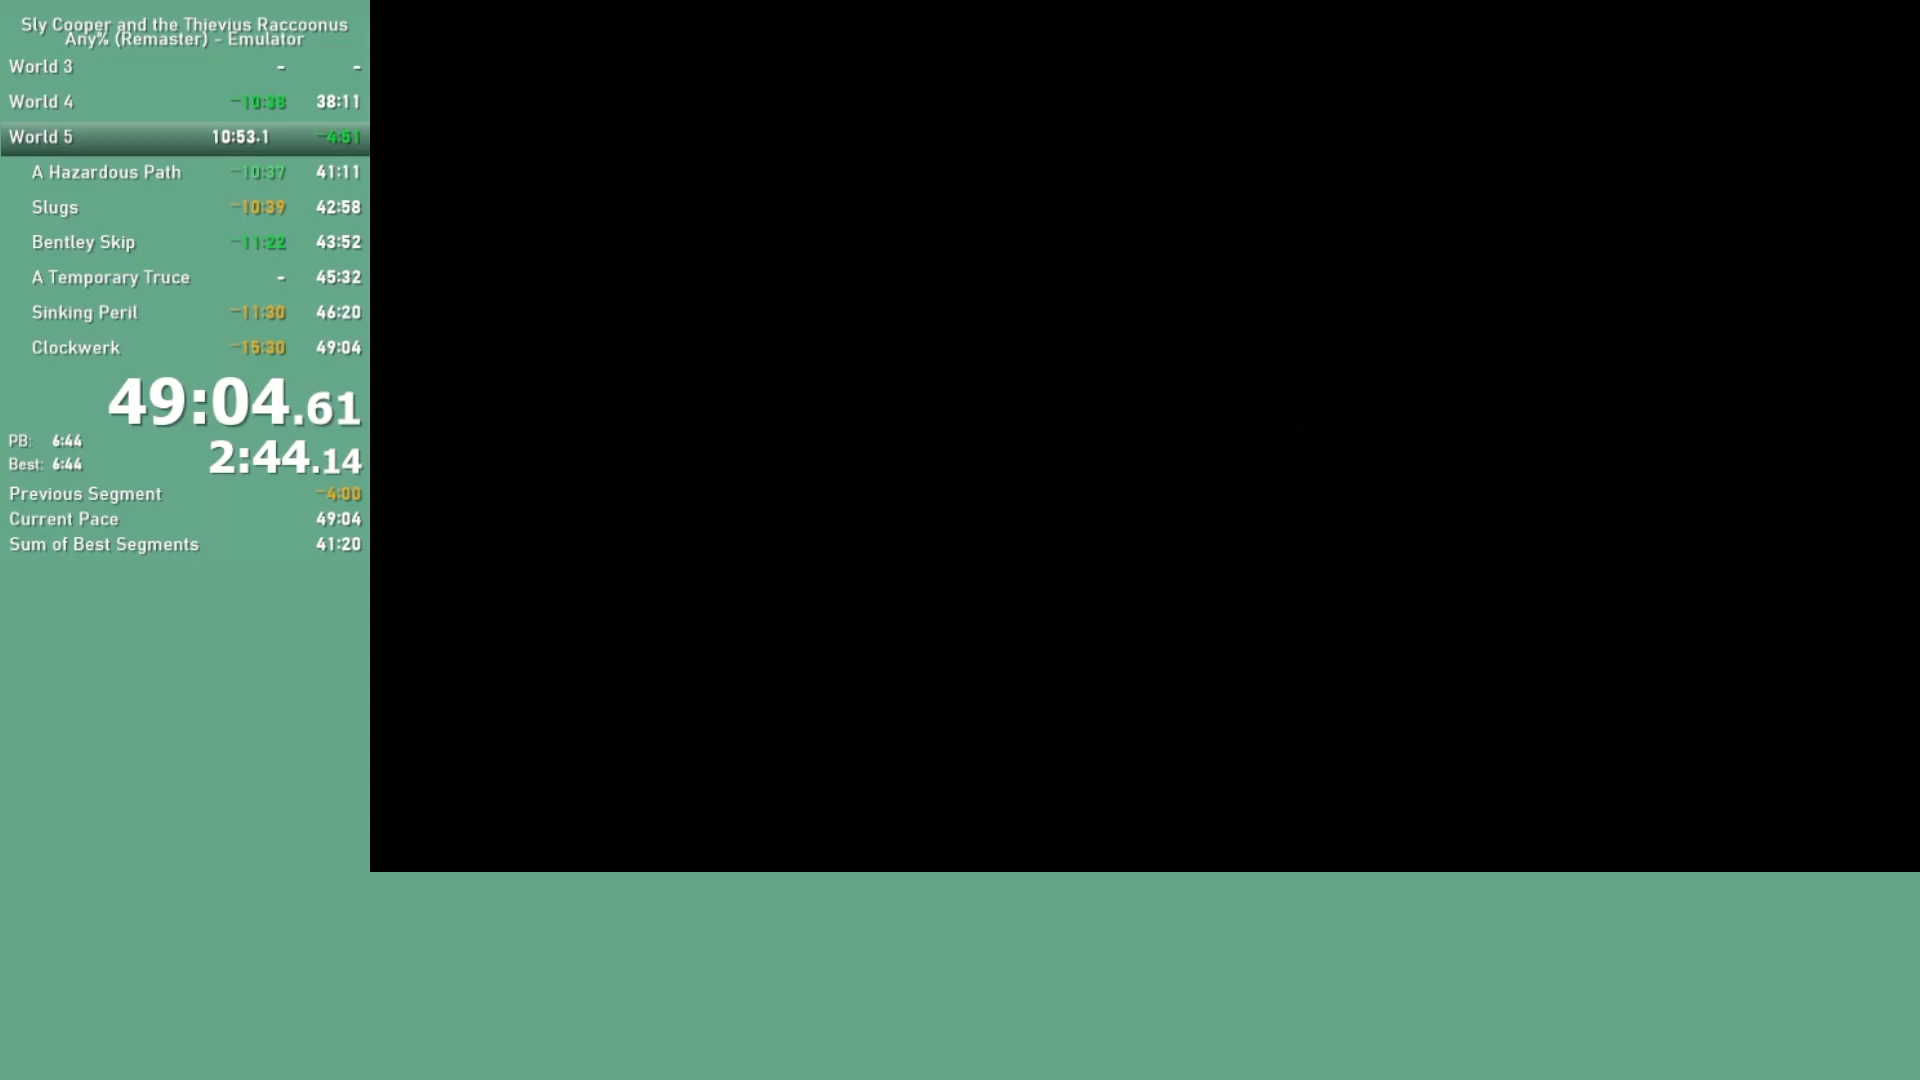 Sly Cooper and the Thievius Raccoonus
Any% (Remaster) - Emulator
World 3 - -
World 4 −10:38 38:11
World 5 10:53.1 −4:51
A Hazardous Path −10:37 41:11
Slugs −10:39 42:58
Bentley Skip −11:22 43:52
A Temporary Truce - 45:32
Sinking Peril −11:30 46:20
Clockwerk −15:30 49:04
49:04.61
PB: 6:44
2:44.14
Best: 6:44
Previous Segment −4:00
Current Pace 49:04
Sum of Best Segments 41:20